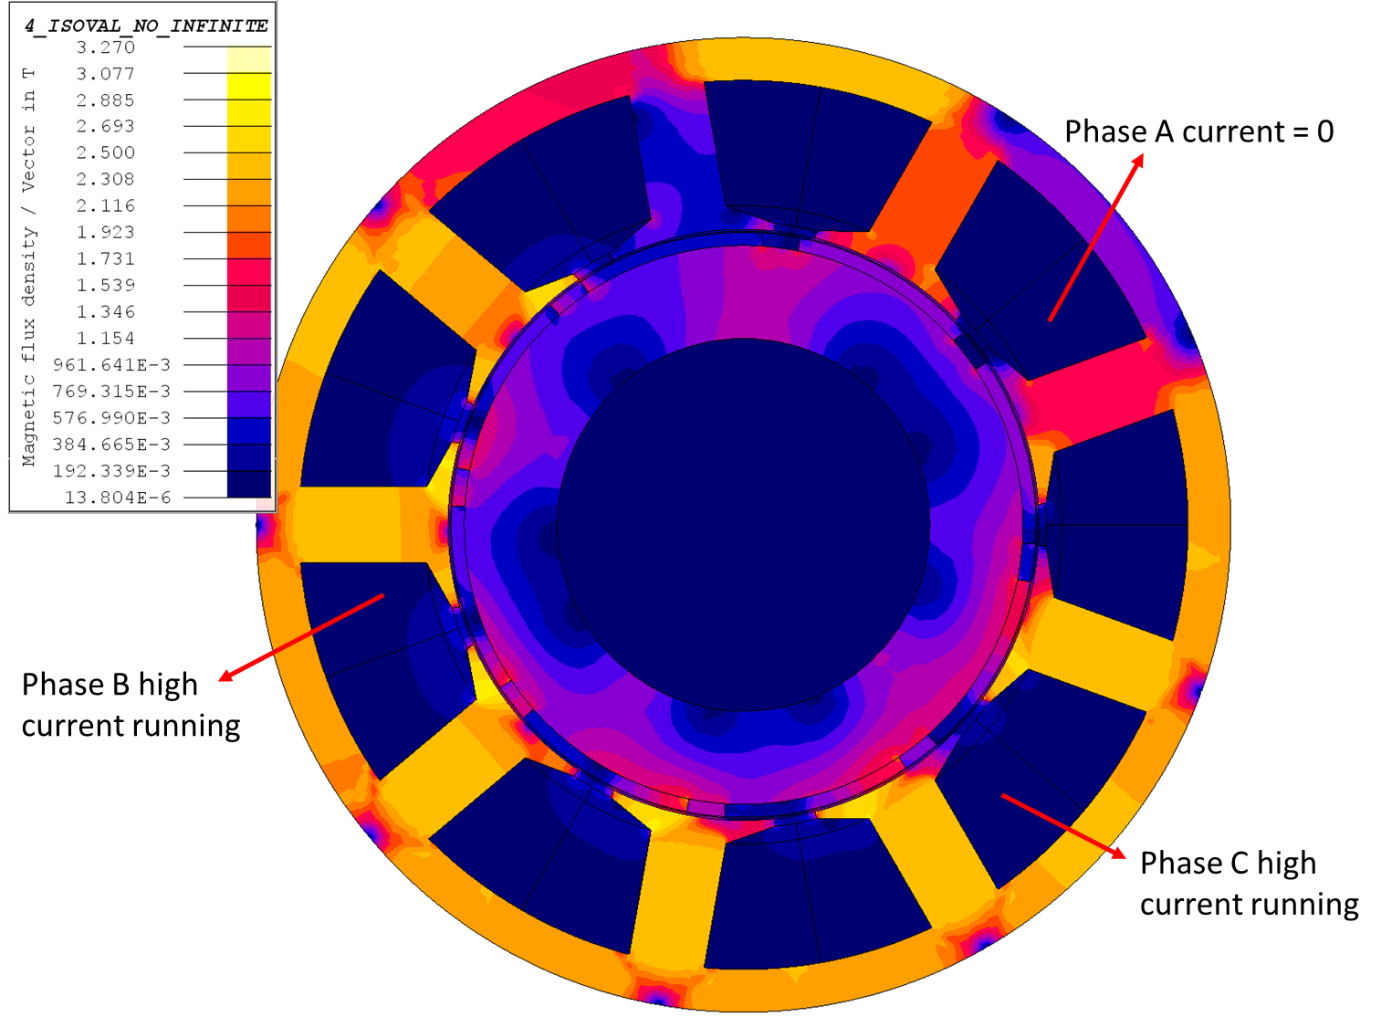 4_ISOVAL_NO_INFINITE
Magnetic flux density / Vector in T
3.270
3.077
2.885
2.693
2.500
2.308
2.116
1.923
1.731
1.539
1.346
1.154
961.641E-3
769.315E-3
576.990E-3
384.665E-3
192.339E-3
13.804E-6
Phase A current = 0
Phase B high
current running
Phase C high
current running